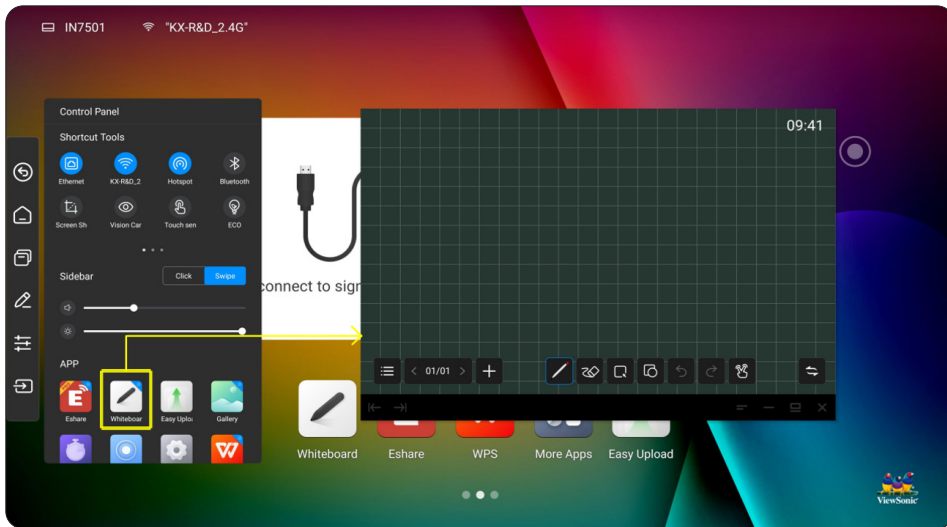 IN7501 "KX-R&D_2.4G"
Control Panel
Shortcut Tools
Ethernet KX-R&D_2 Hotspot Bluetooth
Screen Sh Vision Car Touch sen ECO
Sidebar Click Swipe
APP
Eshare Whiteboar Easy Uplo Gallery
connect to sigr
09:41
01/01
Whiteboard Eshare WPS More Apps Easy Upload
ViewSonic